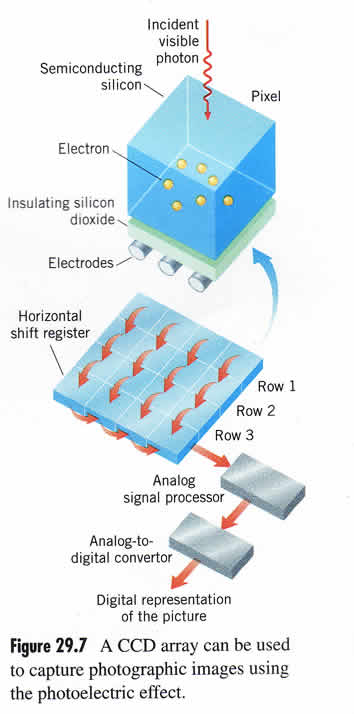 Incident
visible
photon
Semiconducting
silicon
Pixel
Electron
Insulating silicon
dioxide
Electrodes
Horizontal
shift register
Row 1
Row 2
Row 3
Analog
signal processor
Analog-to-
digital convertor
Digital representation
of the picture
Figure 29.7 A CCD array can be used
to capture photographic images using
the photoelectric effect.